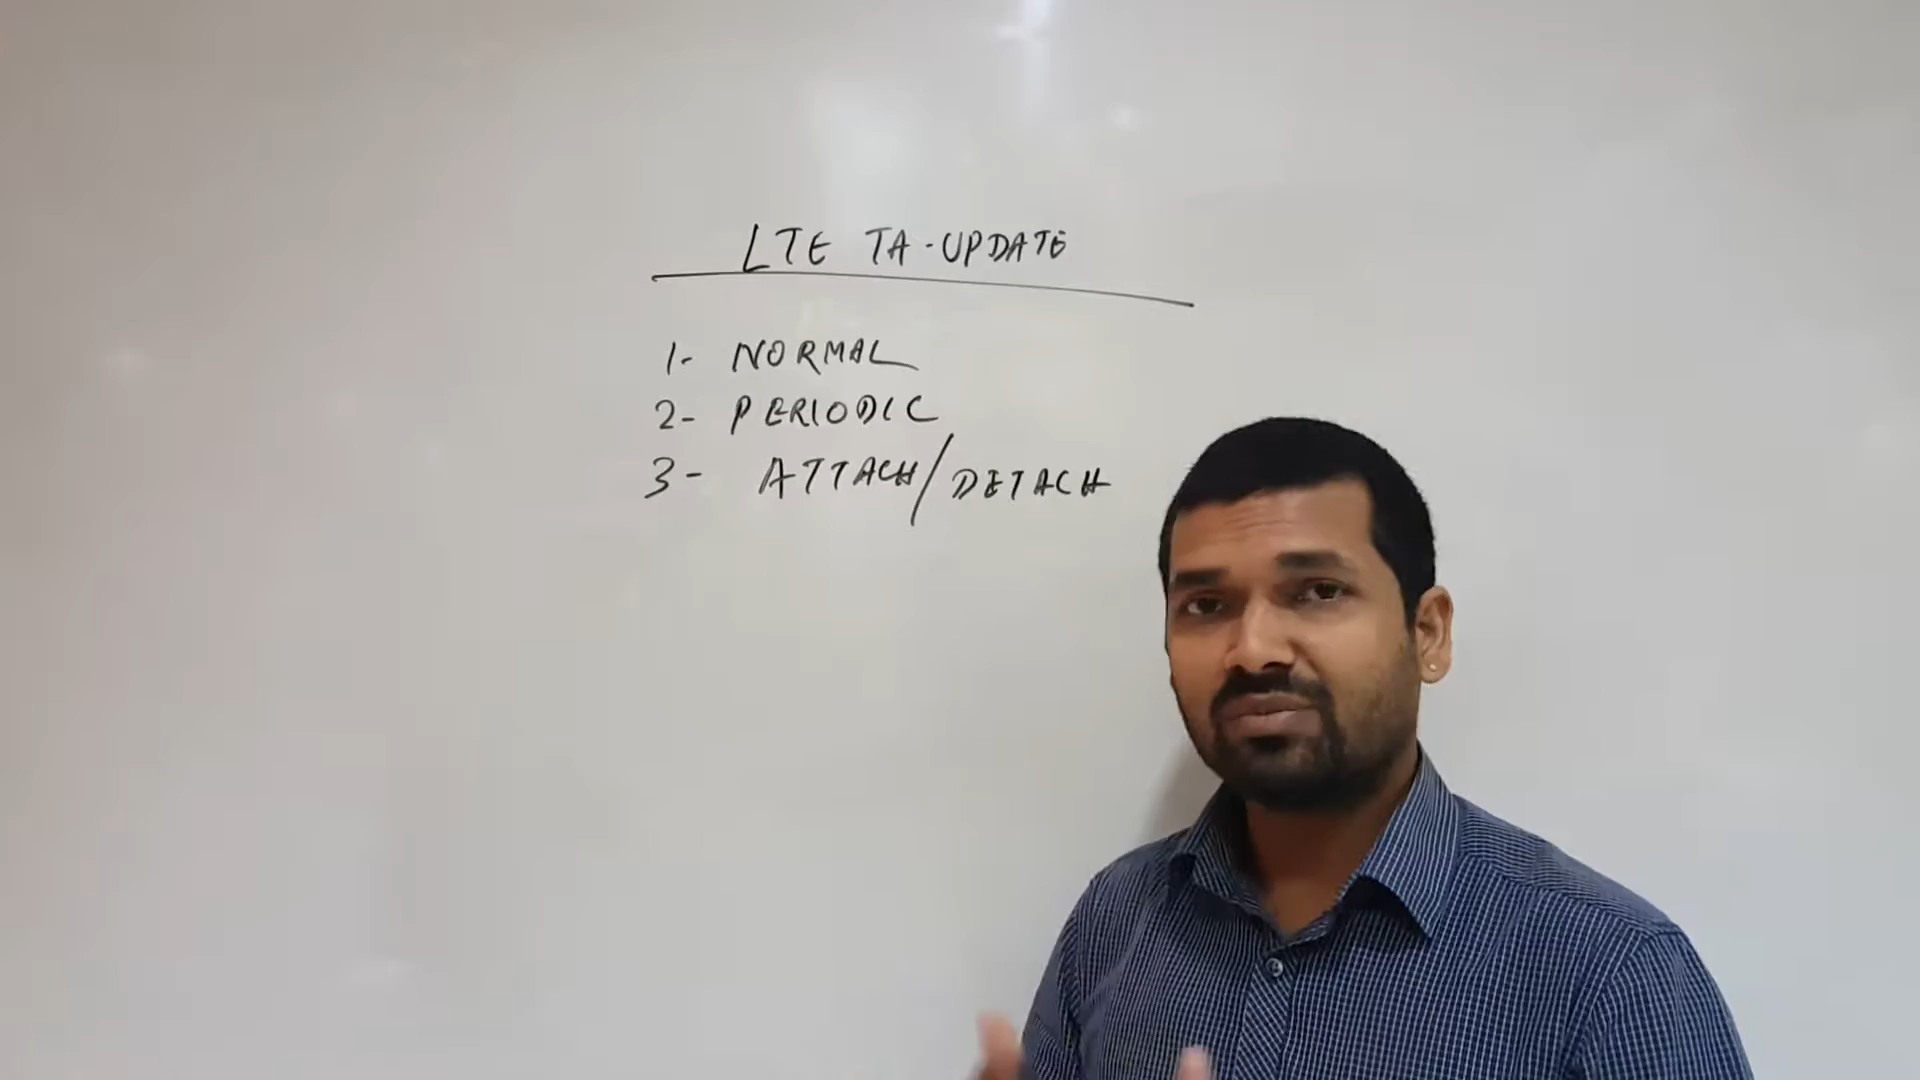 LTE TA-UPDATE
1- NORMAL
2- PERIODIC
3- ATTACH/DETACH